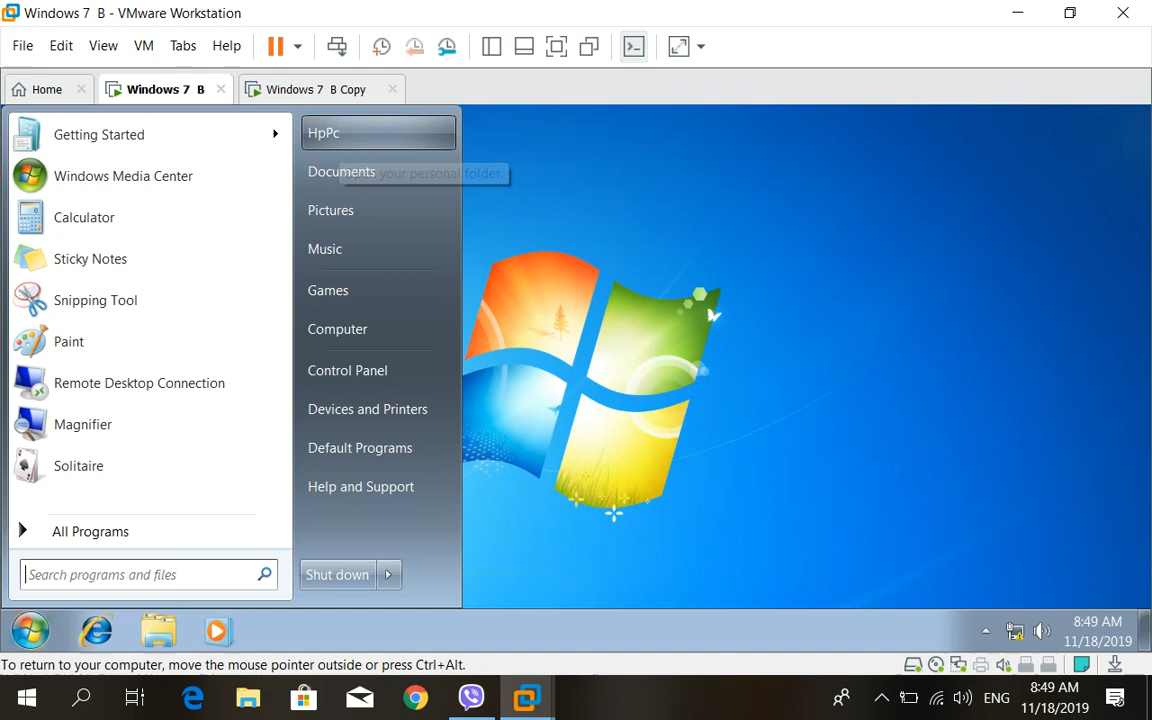 Windows 7  B - VMware Workstation
File Edit View VM Tabs Help
Home Windows 7  B Windows 7  B Copy
Getting Started
Windows Media Center
Calculator
Sticky Notes
Snipping Tool
Paint
Remote Desktop Connection
Magnifier
Solitaire
All Programs
Search programs and files
HpPc
Documents
your personal folder.
Pictures
Music
Games
Computer
Control Panel
Devices and Printers
Default Programs
Help and Support
Shut down
8:49 AM
11/18/2019
To return to your computer, move the mouse pointer outside or press Ctrl+Alt.
ENG
8:49 AM
11/18/2019